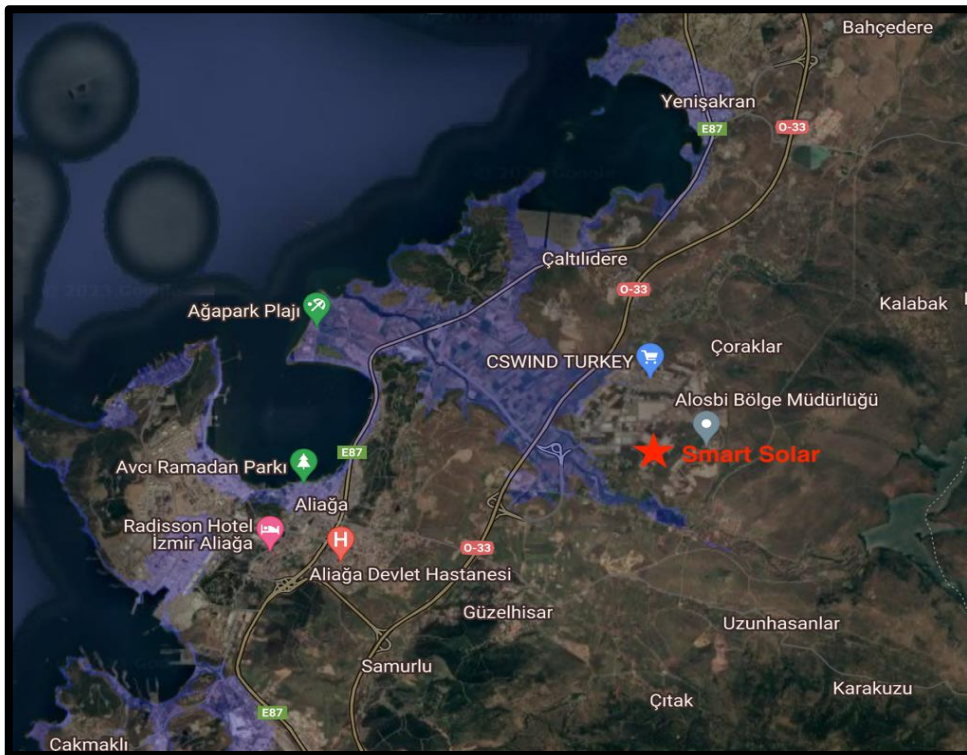 Bahçedere
Yenişakran
E87
O-33
Çaltılıdere
O-33
Kalabak
Ağapark Plajı
CSWIND TURKEY
Çoraklar
Alosbi Bölge Müdürlüğü
Smart Solar
E87
Avcı Ramadan Parkı
Aliağa
Radisson Hotel
İzmir Aliağa
H
O-33
Aliağa Devlet Hastanesi
Güzelhisar
Uzunhasanlar
Samurlu
Karakuzu
Çıtak
E87
Çakmaklı